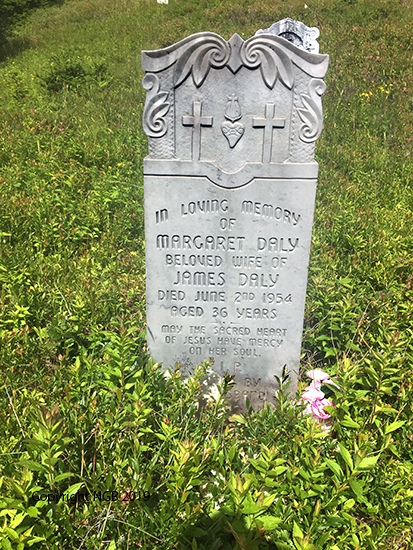 IN LOVING MEMORY
OF
MARGARET DALY
BELOVED WIFE OF
JAMES DALY
DIED JUNE 2ND 1954
AGED 36 YEARS
MAY THE SACRED HEART
OF JESUS HAVE MERCY
ON HER SOUL.
I.P.
BY
NGB 2019